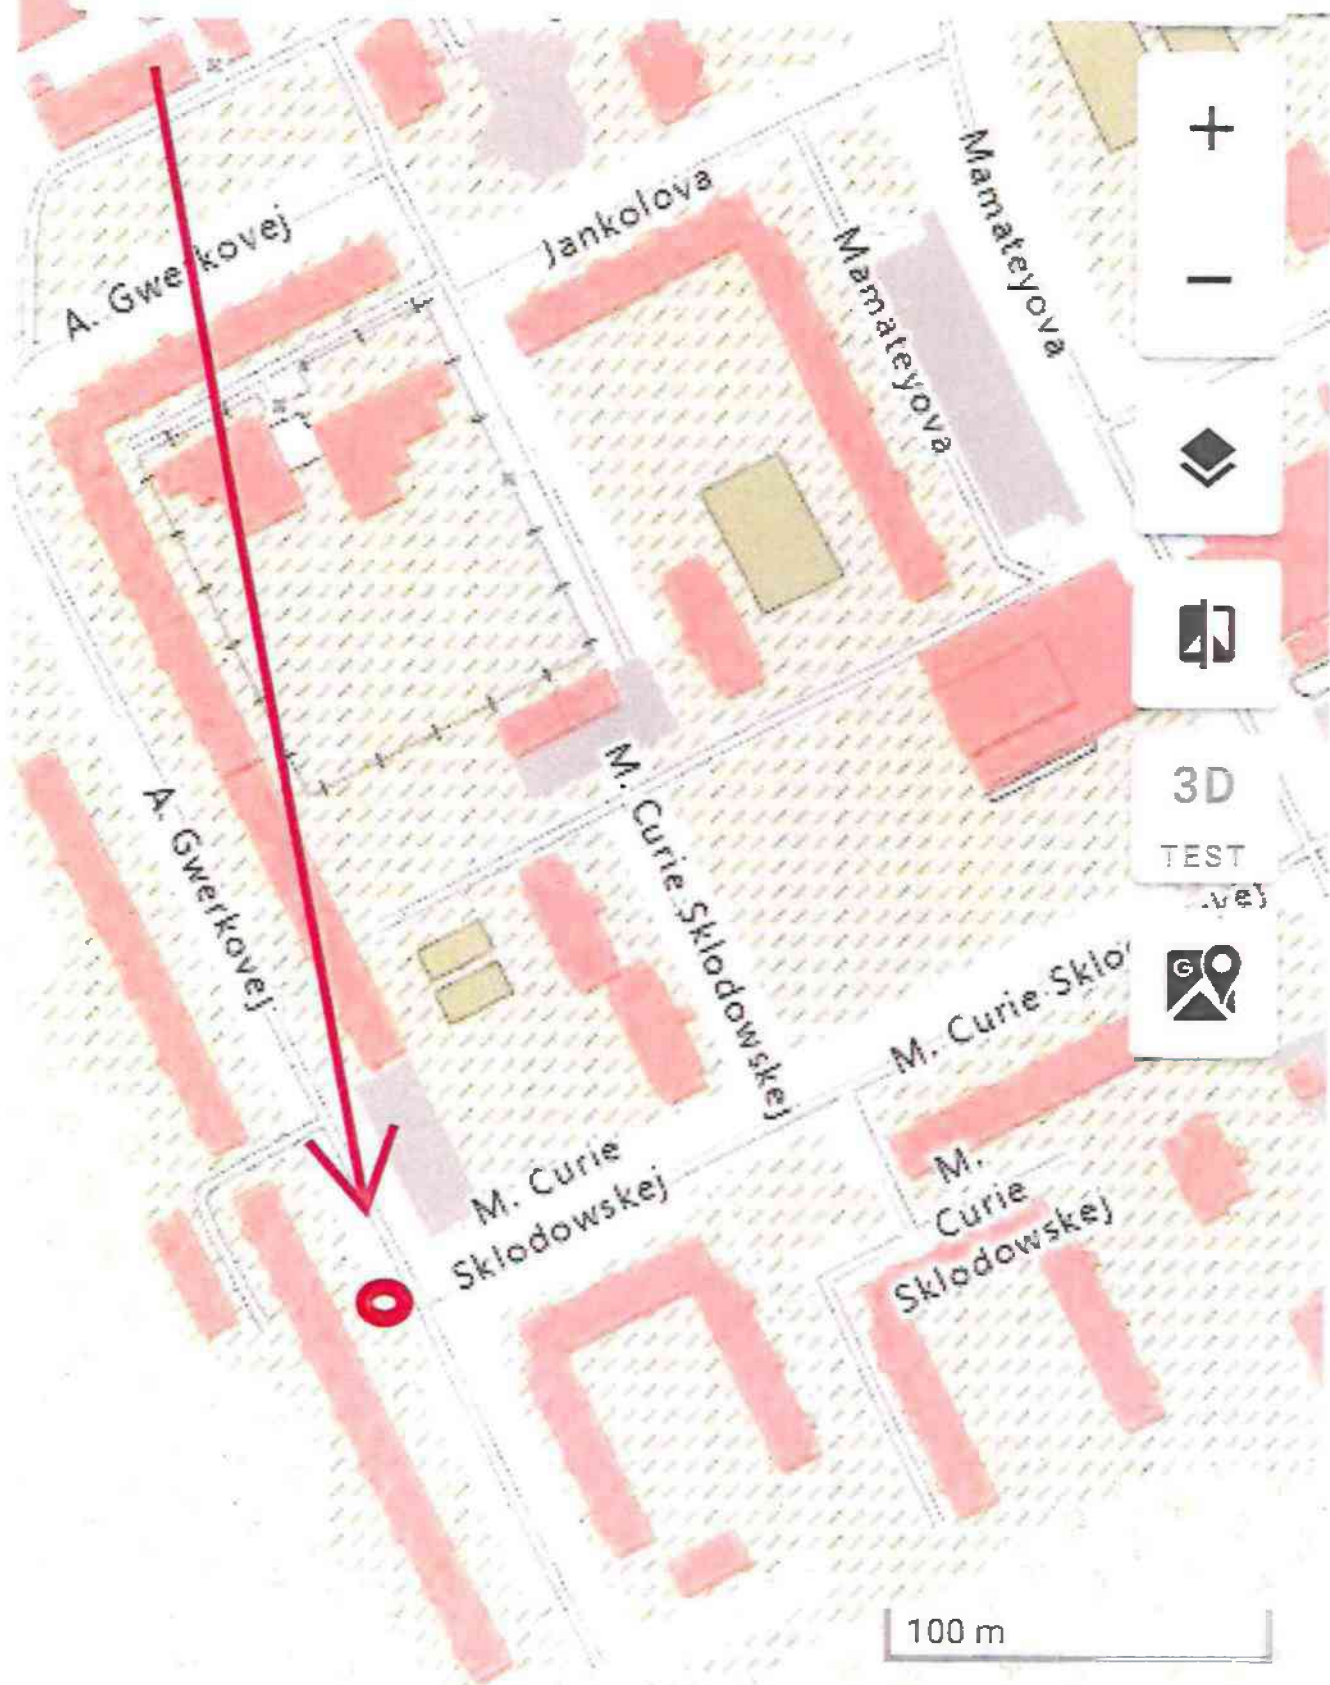 Mamateyova
Jankolova
A. Gwerkovej
Mamateyova
3D
TEST
M. Curie Sklodowskej
A. Gwerkovej
M. Curie Sklo
M. Curie
Sklodowskej
M.
Curie
Sklodowskej
100 m